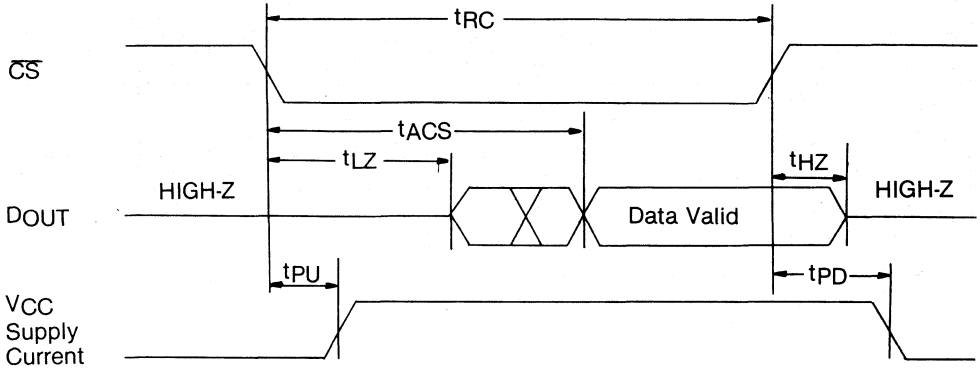 tRC
CS
tACS
tLZ
tHZ
HIGH-Z
HIGH-Z
DOUT
Data Valid
tPU
tPD
VCC
Supply
Current